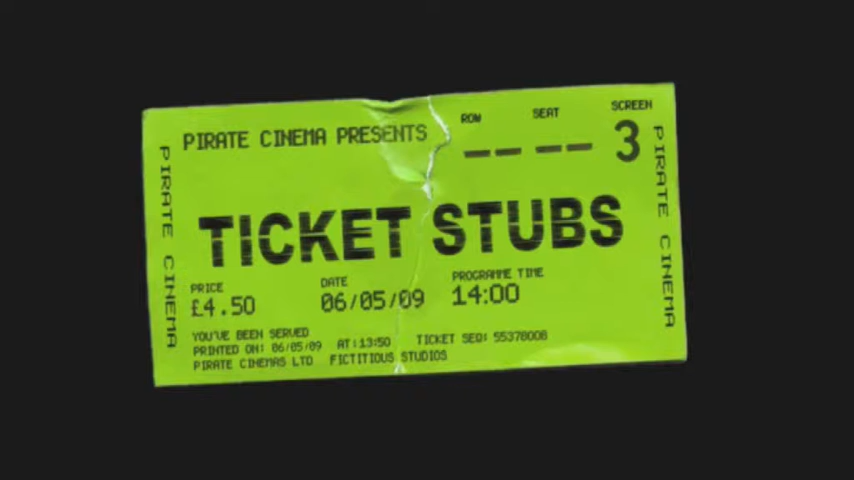 PIRATE CINEMA PRESENTS
ROW SEAT SCREEN
-- -- 3
PIRATE CINEMA
PIRATE CINEMA
TICKET STUBS
PRICE DATE PROGRAMME TIME
£4.50 06/05/09 14:00
YOU'VE BEEN SERVED
PRINTED ON: 06/05/09 AT:13:50 TICKET SEQ: 55378008
PIRATE CINEMAS LTD FICTITIOUS STUDIOS